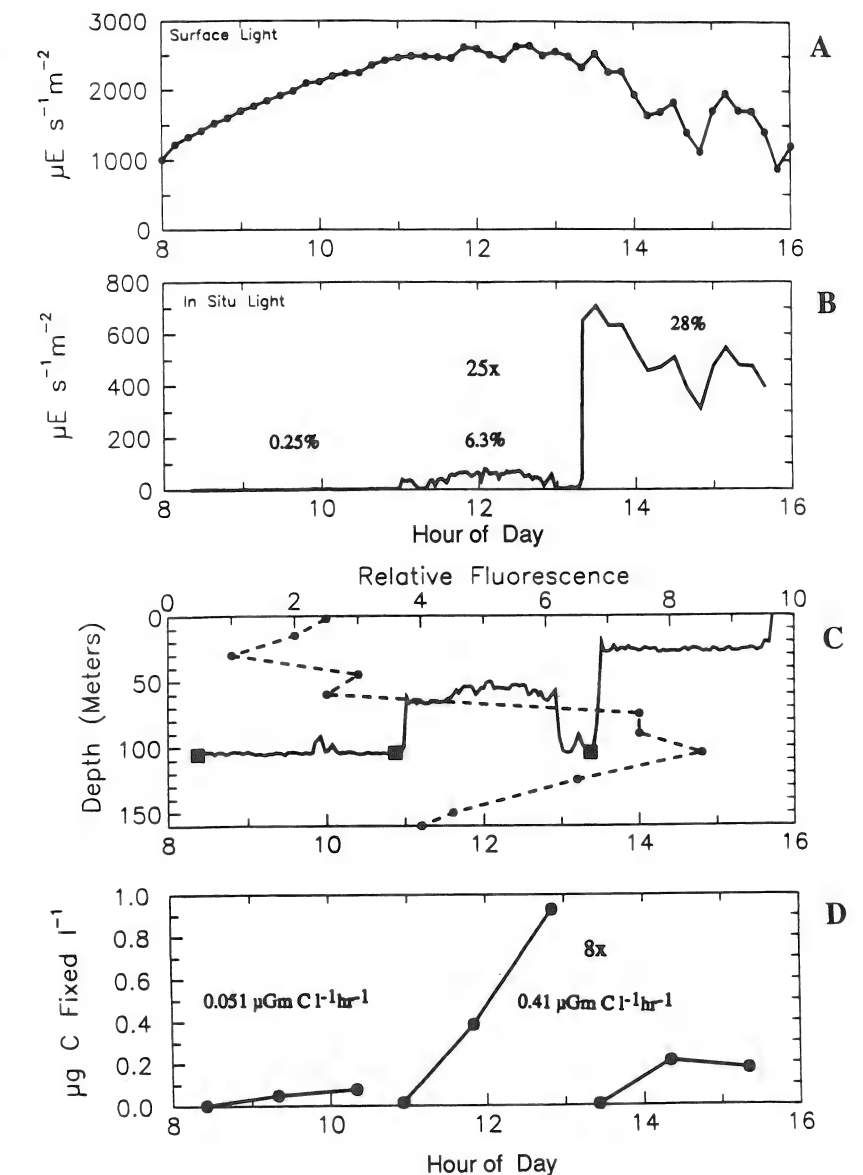 3000
Surface Light
A
2000
1000
0
µE s⁻¹m⁻²
8 10 12 14 16
800
In Situ Light
B
28%
600
25x
400
0.25% 6.3%
200
0
µE s⁻¹m⁻²
8 10 12 14 16
Hour of Day
Relative Fluorescence
0 2 4 6 8 10
C
0
50
100
150
Depth (Meters)
8 10 12 14 16
1.0
D
0.8
8x
0.6
0.051 µGm C l⁻¹hr⁻¹ 0.41 µGm C l⁻¹hr⁻¹
0.4
0.2
0.0
µg C Fixed l⁻¹
8 10 12 14 16
Hour of Day